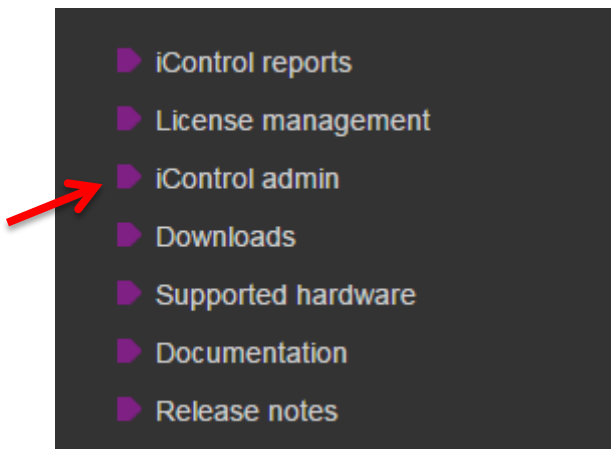 iControl reports
License management
iControl admin
Downloads
Supported hardware
Documentation
Release notes